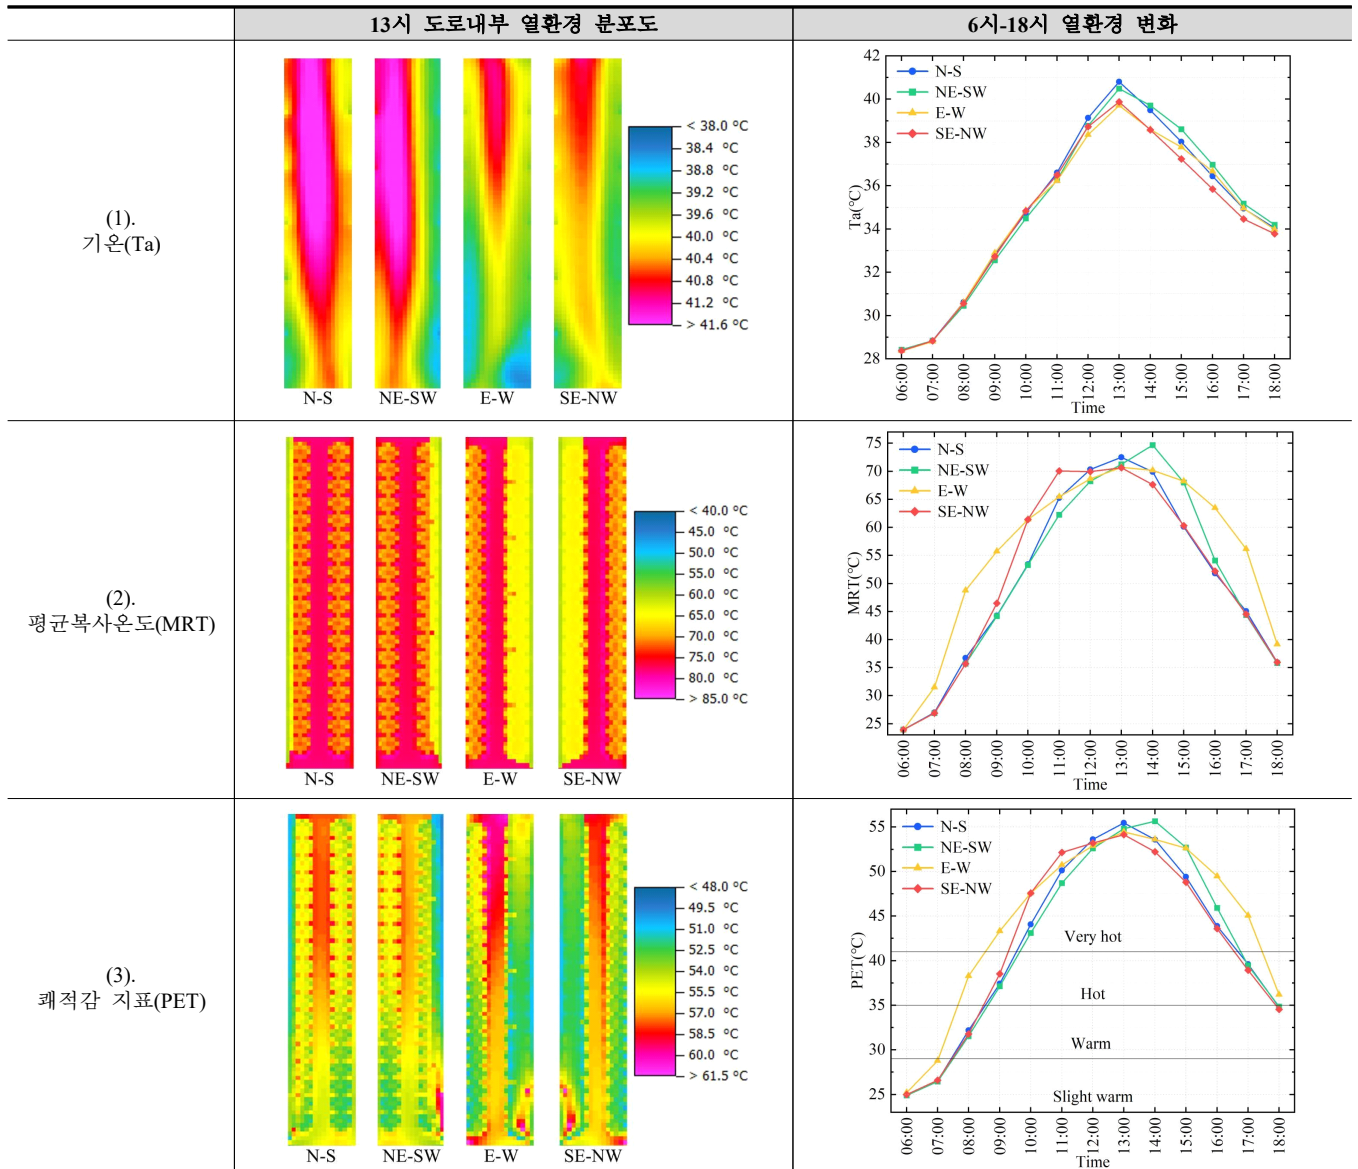 13시 도로내부 열환경 분포도
6시-18시 열환경 변화
(1).
기온(Ta)
N-S
NE-SW
E-W
SE-NW
< 38.0 °C
38.4 °C
38.8 °C
39.2 °C
39.6 °C
40.0 °C
40.4 °C
40.8 °C
41.2 °C
> 41.6 °C
N-S
NE-SW
E-W
SE-NW
Ta(°C)
42
40
38
36
34
32
30
28
06:00
07:00
08:00
09:00
10:00
11:00
12:00
13:00
14:00
15:00
16:00
17:00
18:00
Time
(2).
평균복사온도(MRT)
N-S
NE-SW
E-W
SE-NW
< 40.0 °C
45.0 °C
50.0 °C
55.0 °C
60.0 °C
65.0 °C
70.0 °C
75.0 °C
80.0 °C
> 85.0 °C
N-S
NE-SW
E-W
SE-NW
MRT(°C)
75
70
65
60
55
50
45
40
35
30
25
06:00
07:00
08:00
09:00
10:00
11:00
12:00
13:00
14:00
15:00
16:00
17:00
18:00
Time
(3).
쾌적감 지표(PET)
N-S
NE-SW
E-W
SE-NW
< 48.0 °C
49.5 °C
51.0 °C
52.5 °C
54.0 °C
55.5 °C
57.0 °C
58.5 °C
60.0 °C
> 61.5 °C
N-S
NE-SW
E-W
SE-NW
Very hot
Hot
Warm
Slight warm
PET(°C)
55
50
45
40
35
30
25
06:00
07:00
08:00
09:00
10:00
11:00
12:00
13:00
14:00
15:00
16:00
17:00
18:00
Time